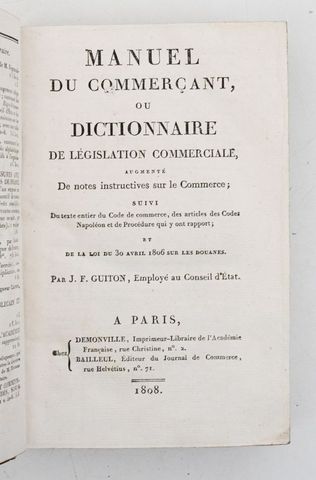 MANUEL
DU COMMERÇANT,
OU
DICTIONNAIRE
DE LÉGISLATION COMMERCIALE,
AUGMENTÉ
De notes instructives sur le Commerce;
SUIVI
Du texte entier du Code de commerce, des articles des Codes
Napoléon et de Procédure qui y ont rapport;
ET
DE LA LOI DU 30 AVRIL 1806 SUR LES DOUANES.
PAR J. F. GUITON, Employé au Conseil d'État.
A PARIS,
Chez
DEMONVILLE, Imprimeur-Libraire de l'Académie
Française, rue Christine, n°. 2.
BAILLEUL, Éditeur du Journal de Commerce,
rue Helvétius, n°. 71.
1808.